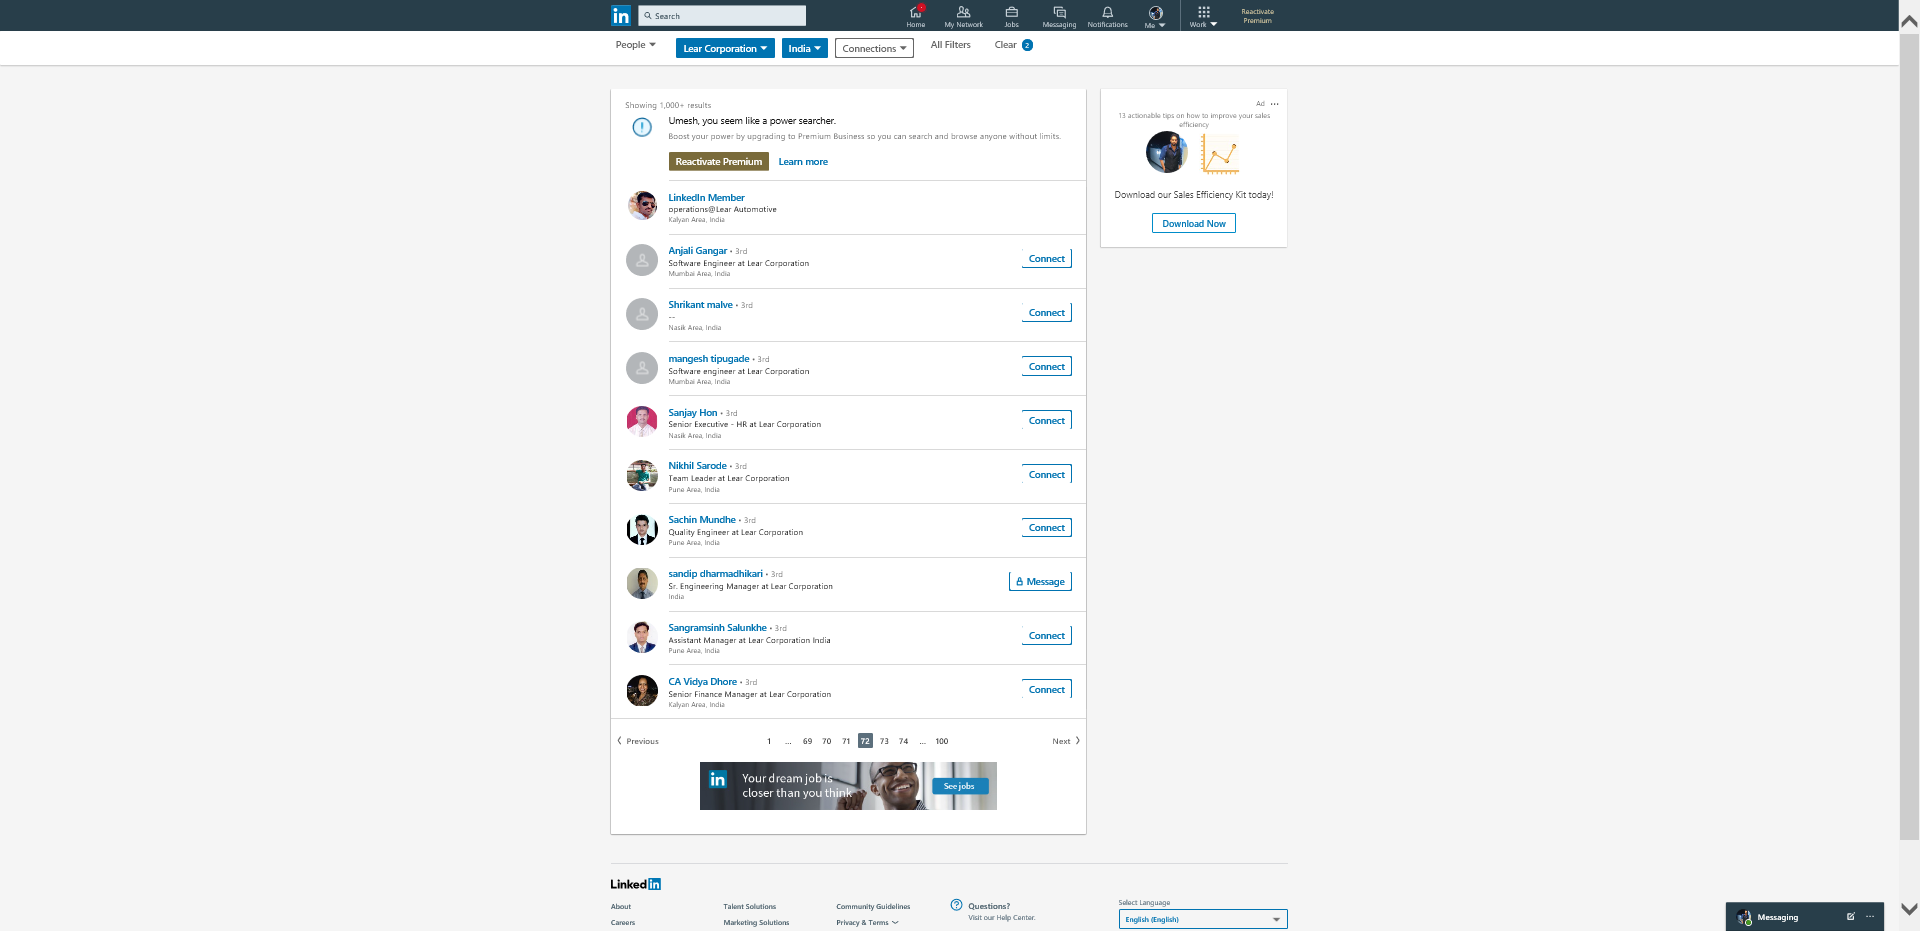 in
Search
Home
My Network
Jobs
Messaging
Notifications
Me
Work
Reactivate
Premium
People
Lear Corporation
India
Connections
All Filters
Clear 2
Showing 1,000+ results
Umesh, you seem like a power searcher.
Boost your power by upgrading to Premium Business so you can search and browse anyone without limits.
Reactivate Premium
Learn more
LinkedIn Member
operations@Lear Automotive
Kalyan Area, India
Anjali Gangar • 3rd
Software Engineer at Lear Corporation
Mumbai Area, India
Connect
Shrikant malve • 3rd
--
Nasik Area, India
Connect
mangesh tipugade • 3rd
Software engineer at Lear Corporation
Mumbai Area, India
Connect
Sanjay Hon • 3rd
Senior Executive - HR at Lear Corporation
Nasik Area, India
Connect
Nikhil Sarode • 3rd
Team Leader at Lear Corporation
Pune Area, India
Connect
Sachin Mundhe • 3rd
Quality Engineer at Lear Corporation
Pune Area, India
Connect
sandip dharmadhikari • 3rd
Sr. Engineering Manager at Lear Corporation
India
Message
Sangramsinh Salunkhe • 3rd
Assistant Manager at Lear Corporation India
Pune Area, India
Connect
CA Vidya Dhore • 3rd
Senior Finance Manager at Lear Corporation
Kalyan Area, India
Connect
Previous 1 ... 69 70 71 72 73 74 ... 100 Next
in
Your dream job is
closer than you think
See jobs
Ad ...
13 actionable tips on how to improve your sales
efficiency
Download our Sales Efficiency Kit today!
Download Now
Linked in
About
Talent Solutions
Community Guidelines
Questions?
Visit our Help Center.
Select Language
English (English)
Careers
Marketing Solutions
Privacy & Terms
Messaging